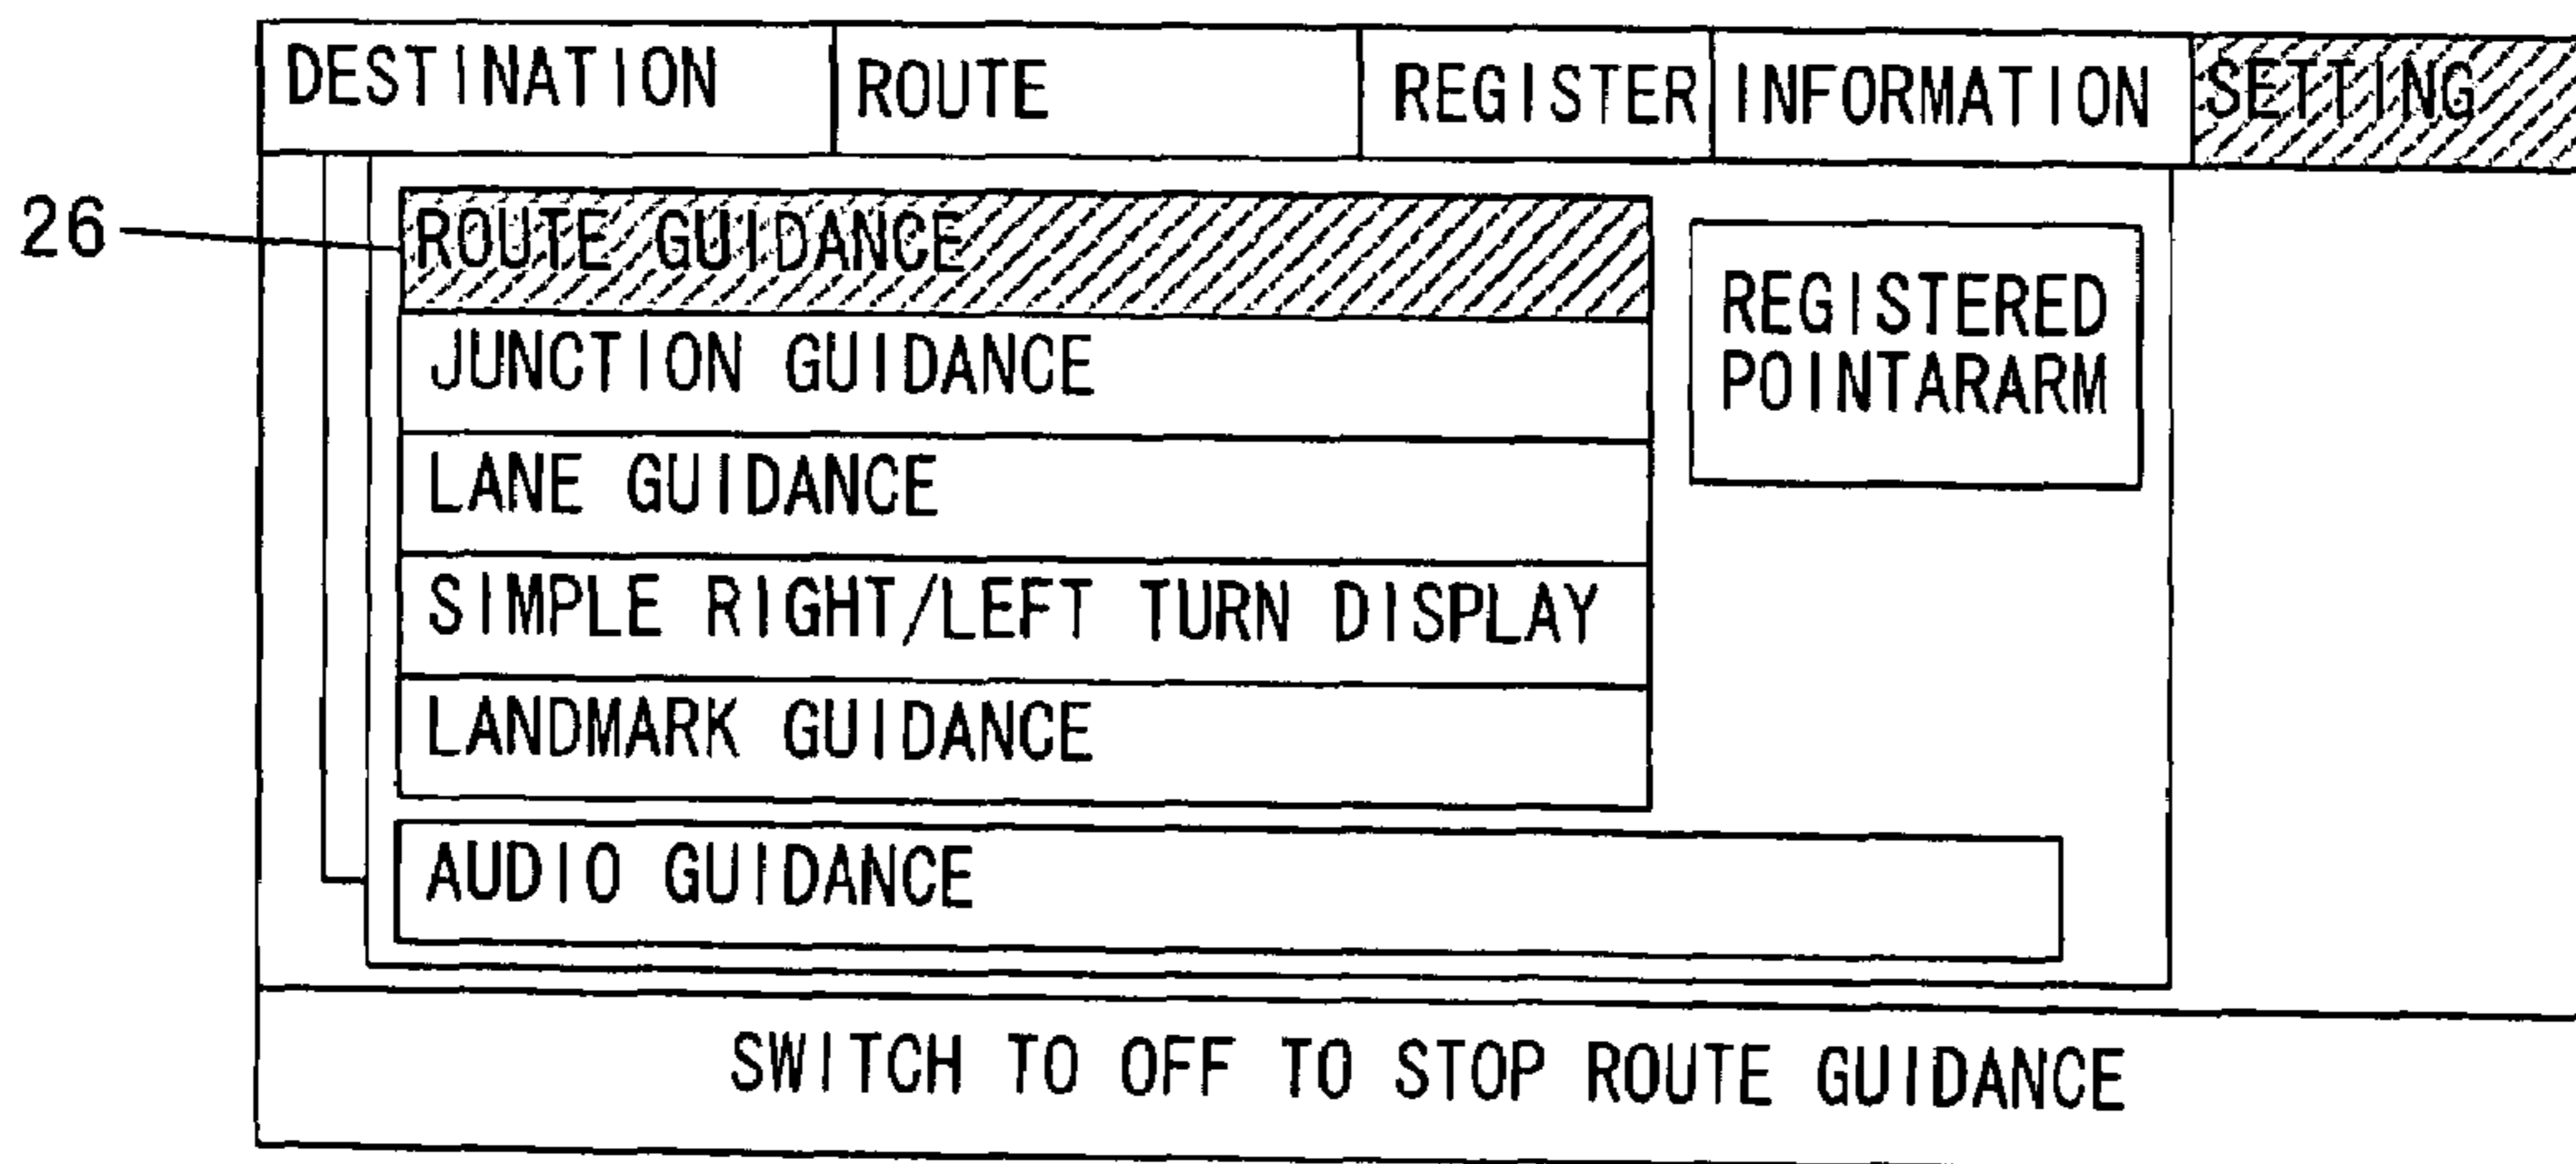 DESTINATION ROUTE REGISTER INFORMATION SETTING
26
ROUTE GUIDANCE
JUNCTION GUIDANCE
LANE GUIDANCE
SIMPLE RIGHT/LEFT TURN DISPLAY
LANDMARK GUIDANCE
AUDIO GUIDANCE
REGISTERED
POINTARARM
SWITCH TO OFF TO STOP ROUTE GUIDANCE